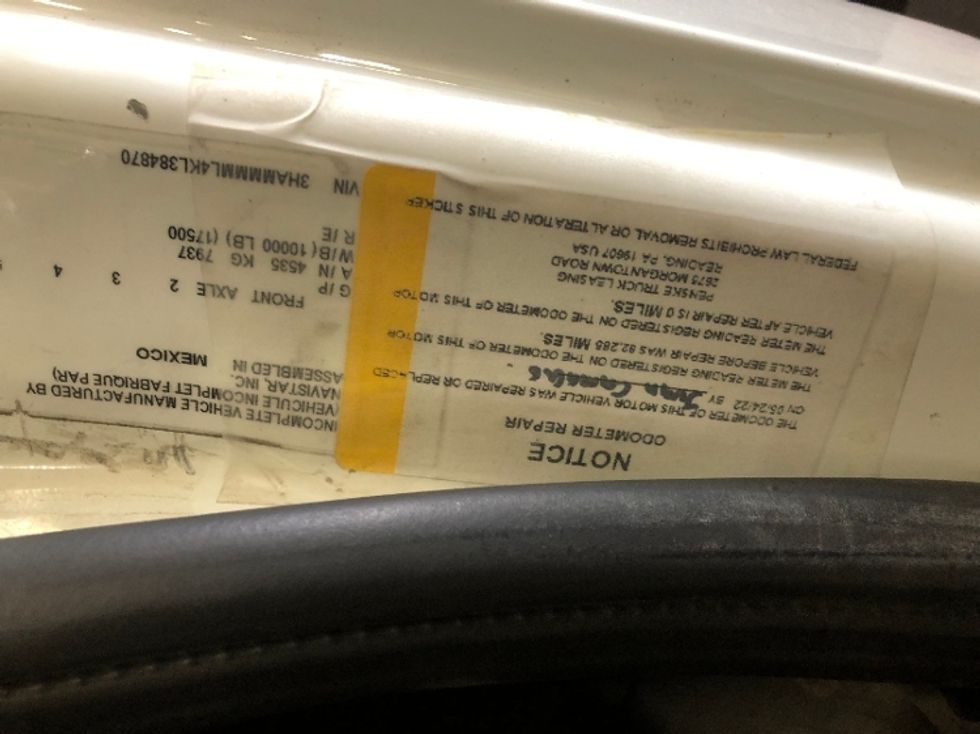 NOTICE
ODOMETER REPAIR
THE ODOMETER OF THIS MOTOR VEHICLE WAS REPAIRED OR REPLACED
ON 05/24/22 BY
THE METER READING REGISTERED ON THE ODOMETER OF THIS MOTOR
VEHICLE BEFORE REPAIR WAS 82,288 MILES.
THE METER READING REGISTERED ON THE ODOMETER OF THIS MOTOR
VEHICLE AFTER REPAIR IS 0 MILES.
PENSKE TRUCK LEASING
2675 MORGANTOWN ROAD
READING, PA 19607 USA
FEDERAL LAW PROHIBITS REMOVAL OR ALTERATION OF THIS STICKER
INCOMPLETE VEHICLE MANUFACTURED BY
(VEHICULE INCOMPLET FABRIQUE PAR)
NAVISTAR, INC.
ASSEMBLED IN MEXICO
FRONT AXLE 2 3 4
G/P
A/N 4535 KG 7937
W/B (10000 LB) (17500
R/E
VIN 3HAMMMML4KL384870